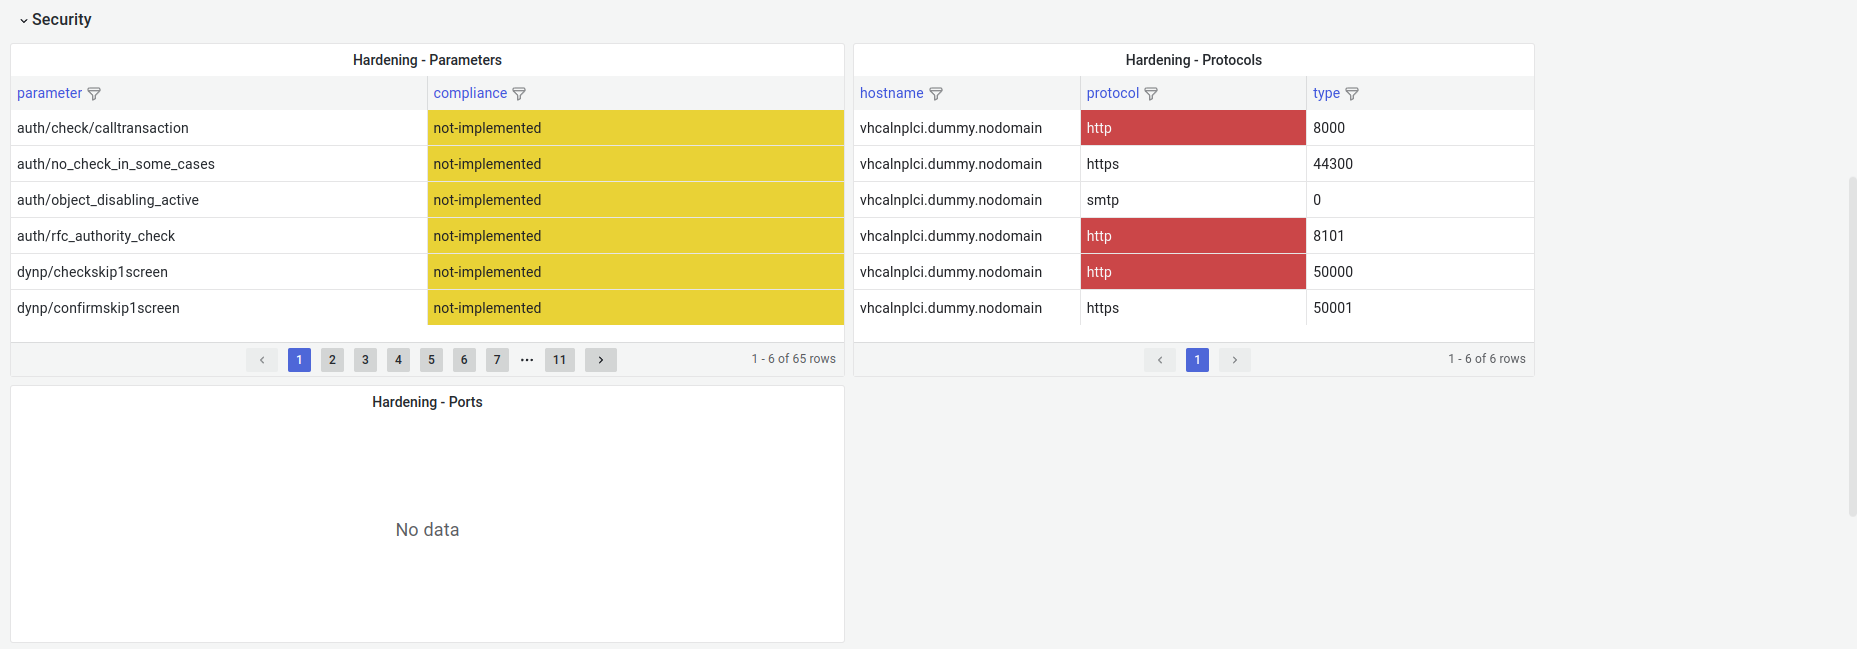 Security
Hardening - Parameters
parameter compliance
auth/check/calltransaction not-implemented
auth/no_check_in_some_cases not-implemented
auth/object_disabling_active not-implemented
auth/rfc_authority_check not-implemented
dynp/checkskip1screen not-implemented
dynp/confirmskip1screen not-implemented
1 2 3 4 5 6 7 ... 11 1 - 6 of 65 rows
Hardening - Protocols
hostname protocol type
vhcalnplci.dummy.nodomain http 8000
vhcalnplci.dummy.nodomain https 44300
vhcalnplci.dummy.nodomain smtp 0
vhcalnplci.dummy.nodomain http 8101
vhcalnplci.dummy.nodomain http 50000
vhcalnplci.dummy.nodomain https 50001
1 1 - 6 of 6 rows
Hardening - Ports
No data